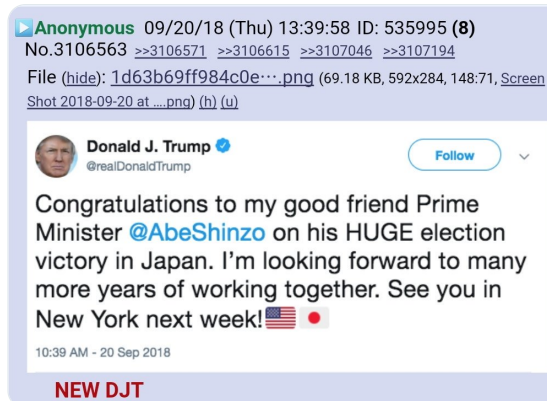 Anonymous 09/20/18 (Thu) 13:39:58 ID: 535995 (8)
No.3106563 >>3106571 >>3106615 >>3107046 >>3107194
File (hide): 1d63b69ff984c0e⋯.png (69.18 KB, 592x284, 148:71, Screen
Shot 2018-09-20 at ....png) (h) (u)
Donald J. Trump
@realDonaldTrump
Follow
Congratulations to my good friend Prime
Minister @AbeShinzo on his HUGE election
victory in Japan. I'm looking forward to many
more years of working together. See you in
New York next week!🇺🇸 🇯🇵
10:39 AM - 20 Sep 2018
NEW DJT